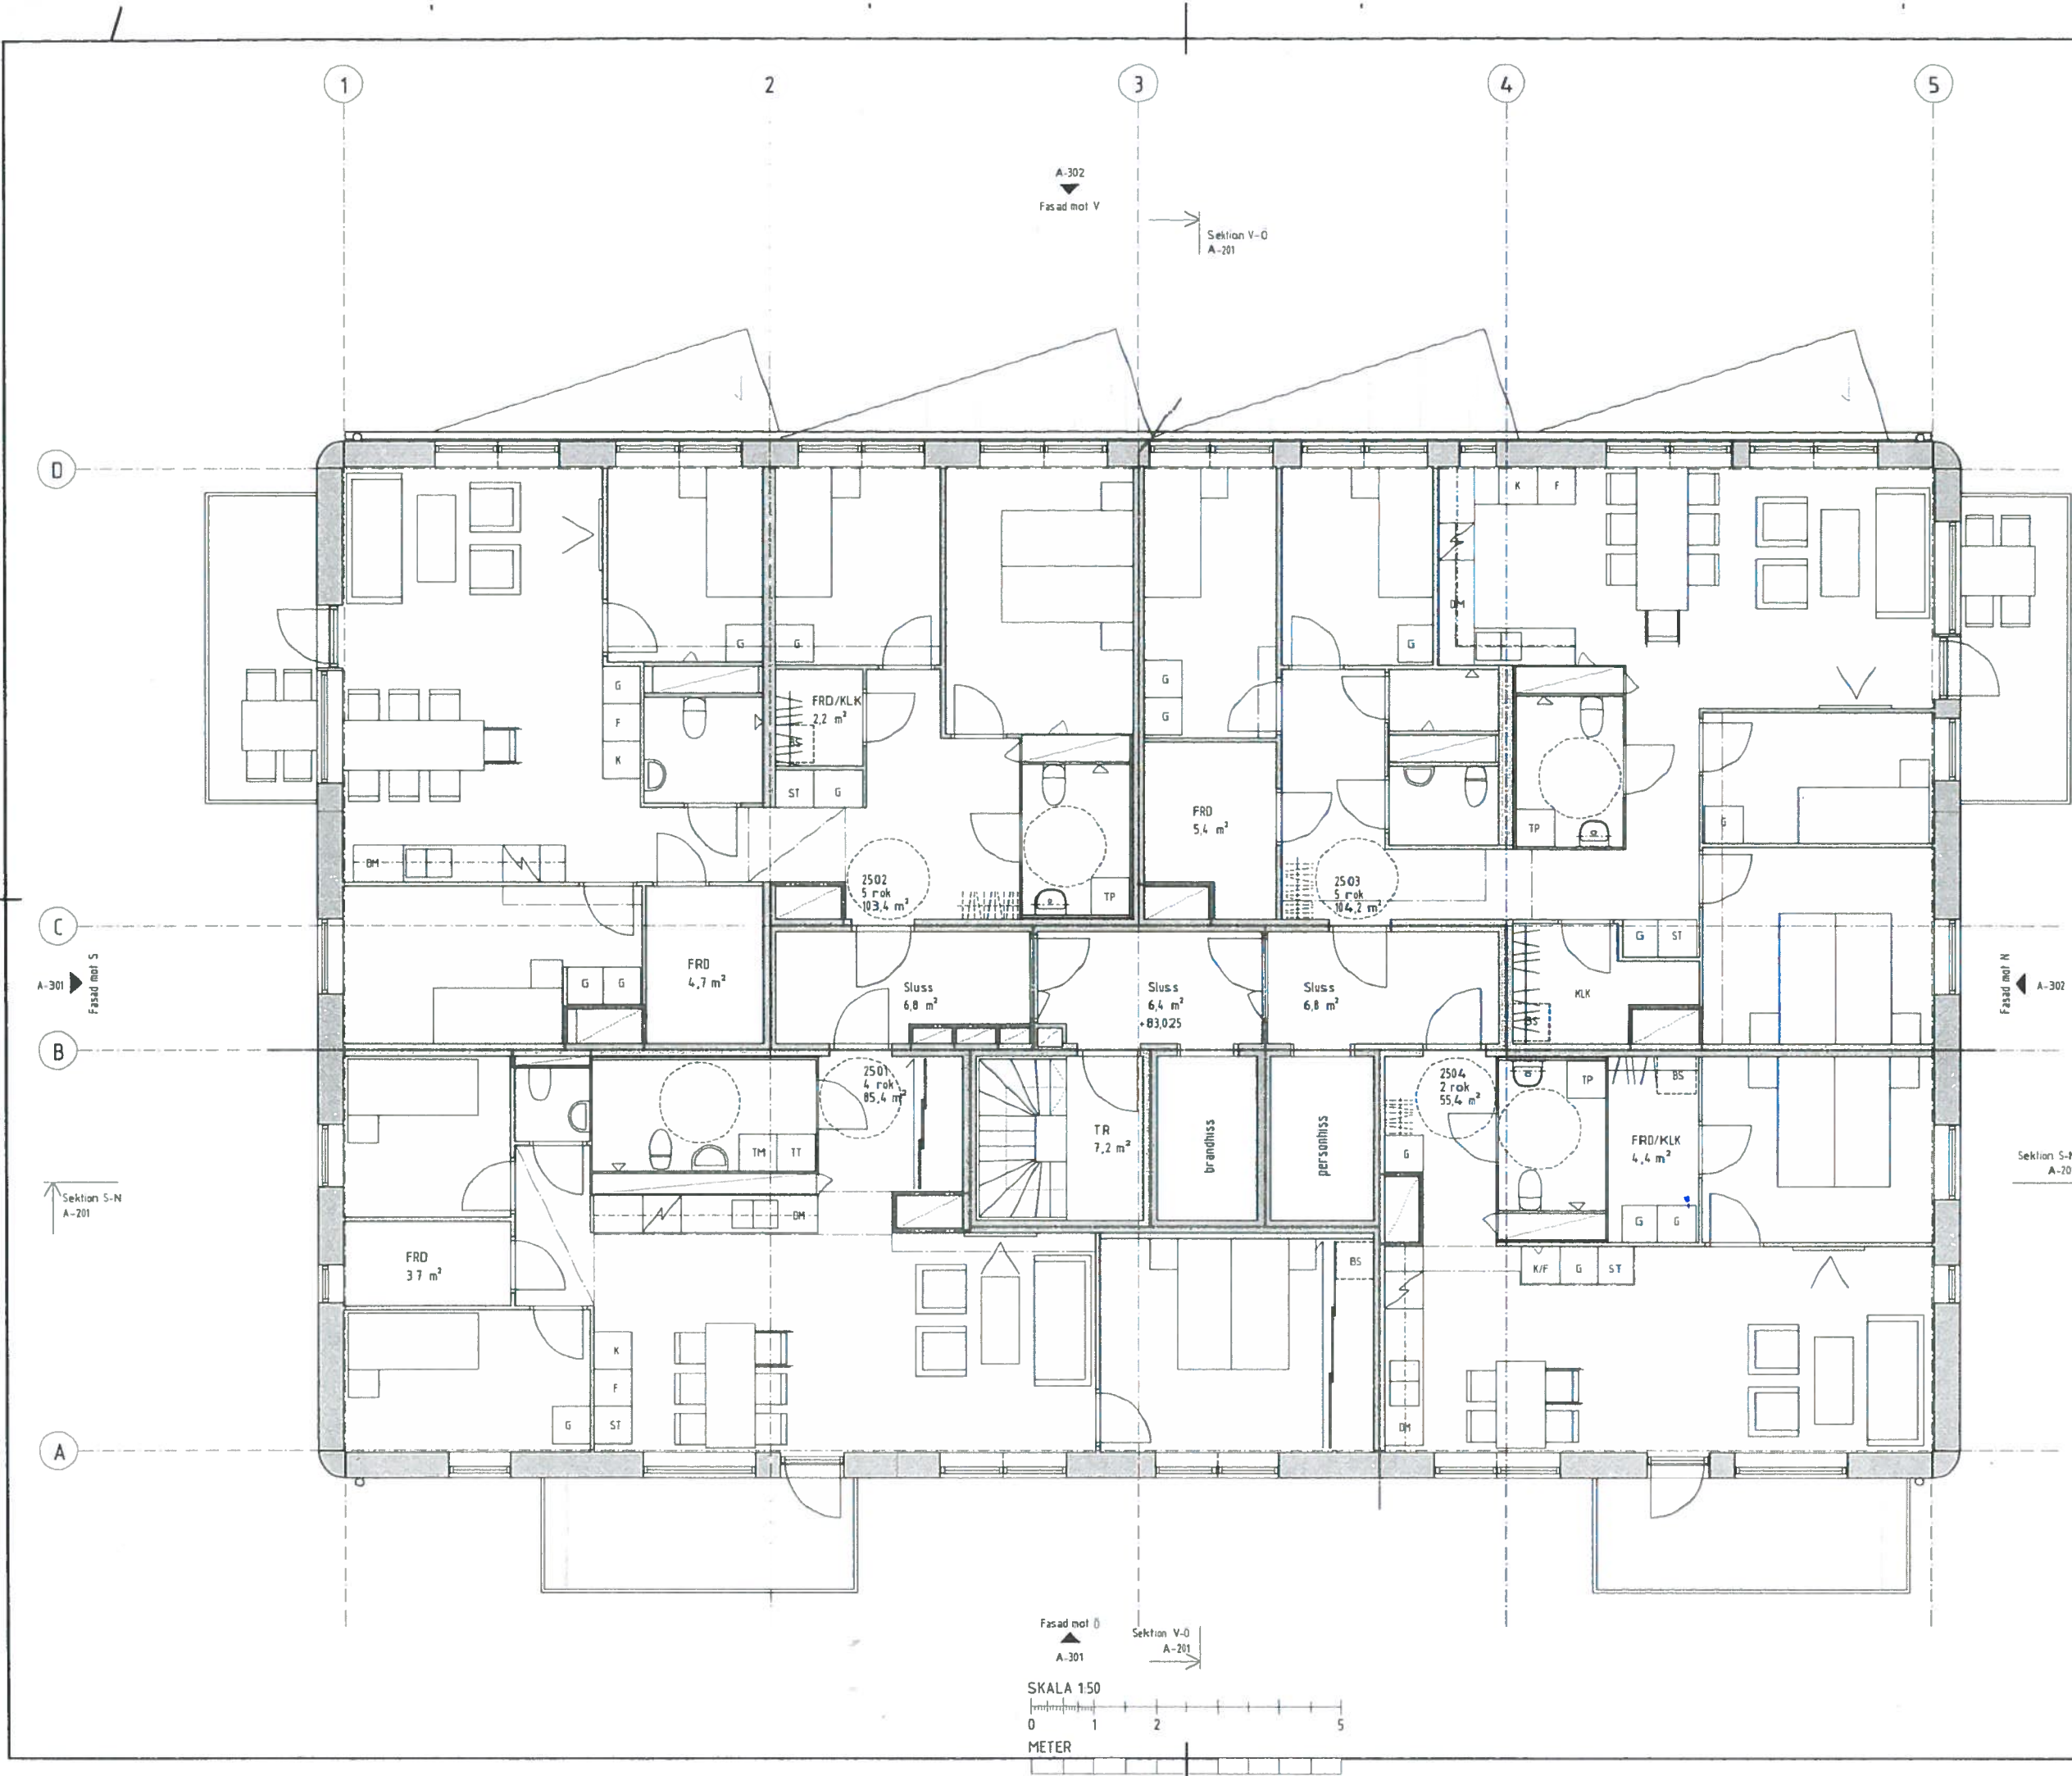 1
2
3
4
5
A-302
Fasad mot V
Sektion V-Ö
A-201
D
K F
DM
G
G
G
G
G
F
K
FRD/KLK
2,2 m²
ST G
G
FRD
5,4 m²
TP
G
DM
2502
5 rok
103,4 m²
TP
2503
5 rok
104,2 m²
C
A-301
Fasad mot S
G G
FRD
4,7 m²
Sluss
6,8 m²
Sluss
6,4 m²
+83,025
Sluss
6,8 m²
G ST
KLK
BS
Fasad mot N
A-302
B
2501
4 rok
85,4 m²
TM TT
TR
7,2 m²
brandhiss
personhiss
2504
2 rok
55,4 m²
G
TP
BS
FRD/KLK
4,4 m²
G G
Sektion S-N
A-201
Sektion S-N
A-20
DM
FRD
3,7 m²
BS
K/F G ST
K
F
ST
G
DM
A
Fasad mot Ö
A-301
Sektion V-Ö
A-201
SKALA 1:50
0 1 2 5
METER